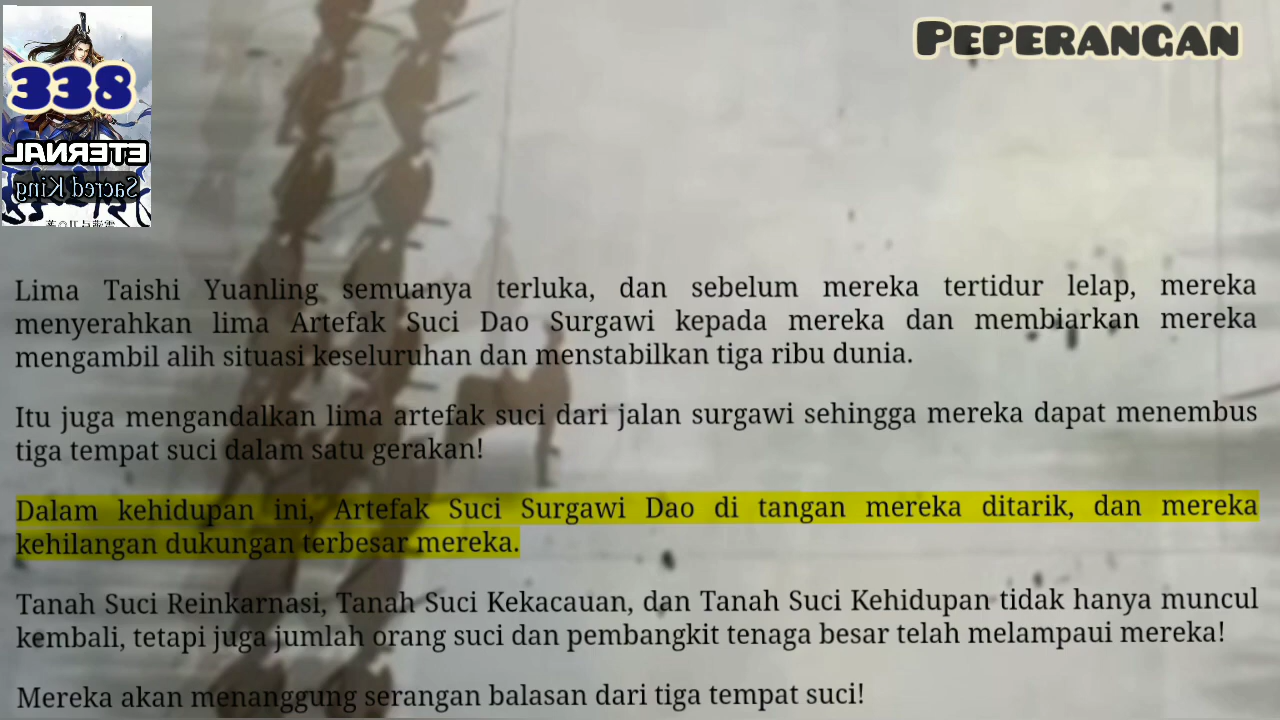 338
ETERNAL
Sacred King
PEPERANGAN
Lima Taishi Yuanling semuanya terluka, dan sebelum mereka tertidur lelap, mereka
menyerahkan lima Artefak Suci Dao Surgawi kepada mereka dan membiarkan mereka
mengambil alih situasi keseluruhan dan menstabilkan tiga ribu dunia.
Itu juga mengandalkan lima artefak suci dari jalan surgawi sehingga mereka dapat menembus
tiga tempat suci dalam satu gerakan!
Dalam kehidupan ini, Artefak Suci Surgawi Dao di tangan mereka ditarik, dan mereka
kehilangan dukungan terbesar mereka.
Tanah Suci Reinkarnasi, Tanah Suci Kekacauan, dan Tanah Suci Kehidupan tidak hanya muncul
kembali, tetapi juga jumlah orang suci dan pembangkit tenaga besar telah melampaui mereka!
Mereka akan menanggung serangan balasan dari tiga tempat suci!